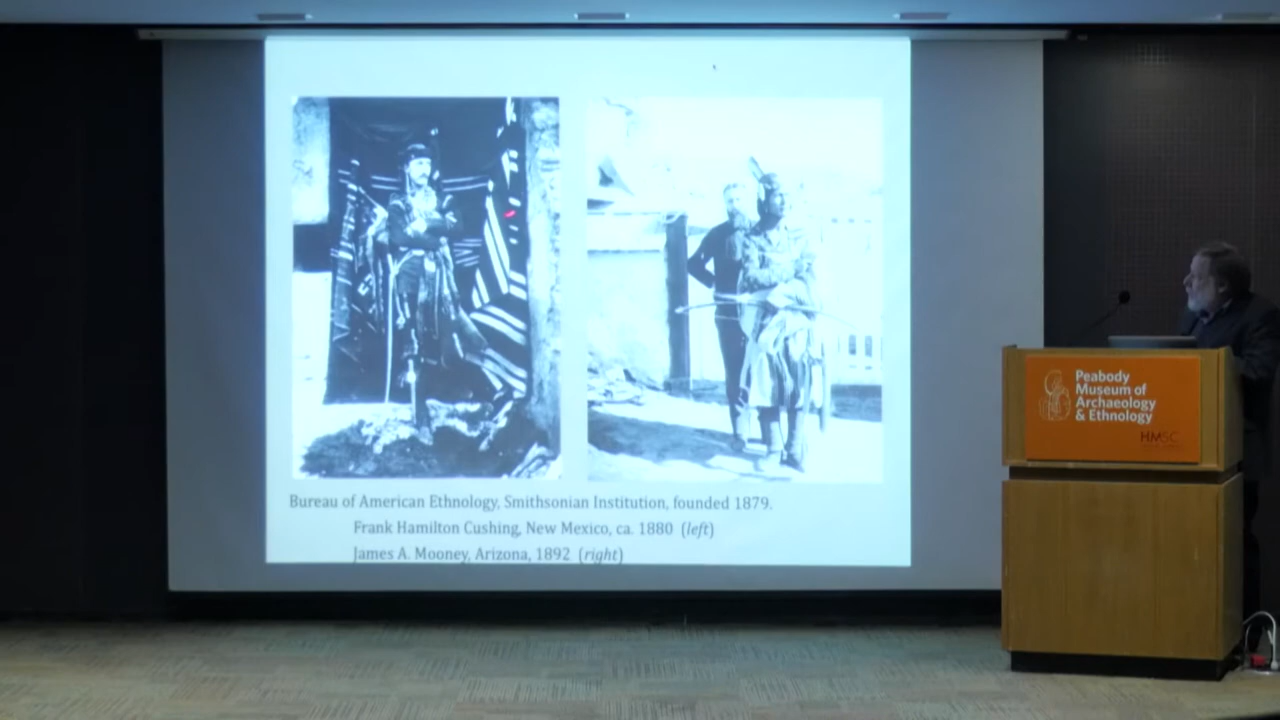 Bureau of American Ethnology, Smithsonian Institution, founded 1879.
Frank Hamilton Cushing, New Mexico, ca. 1880 (left)
James A. Mooney, Arizona, 1892 (right)
Peabody
Museum of
Archaeology
& Ethnology
HMSC